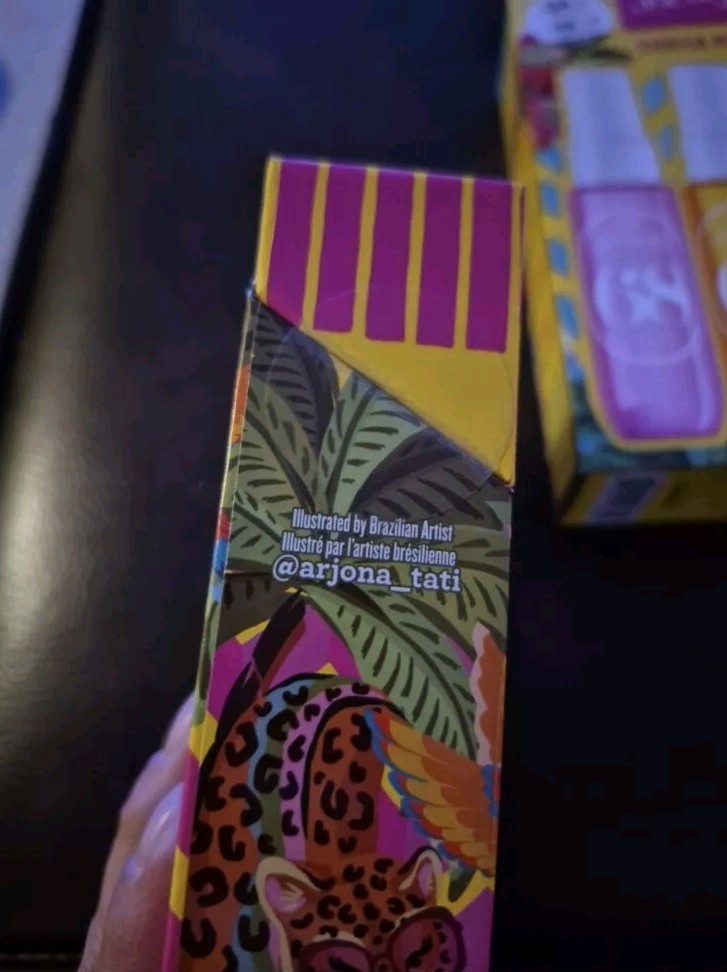 Illustrated by Brazilian Artist
Illustré par l'artiste brésilienne
@arjona_tati